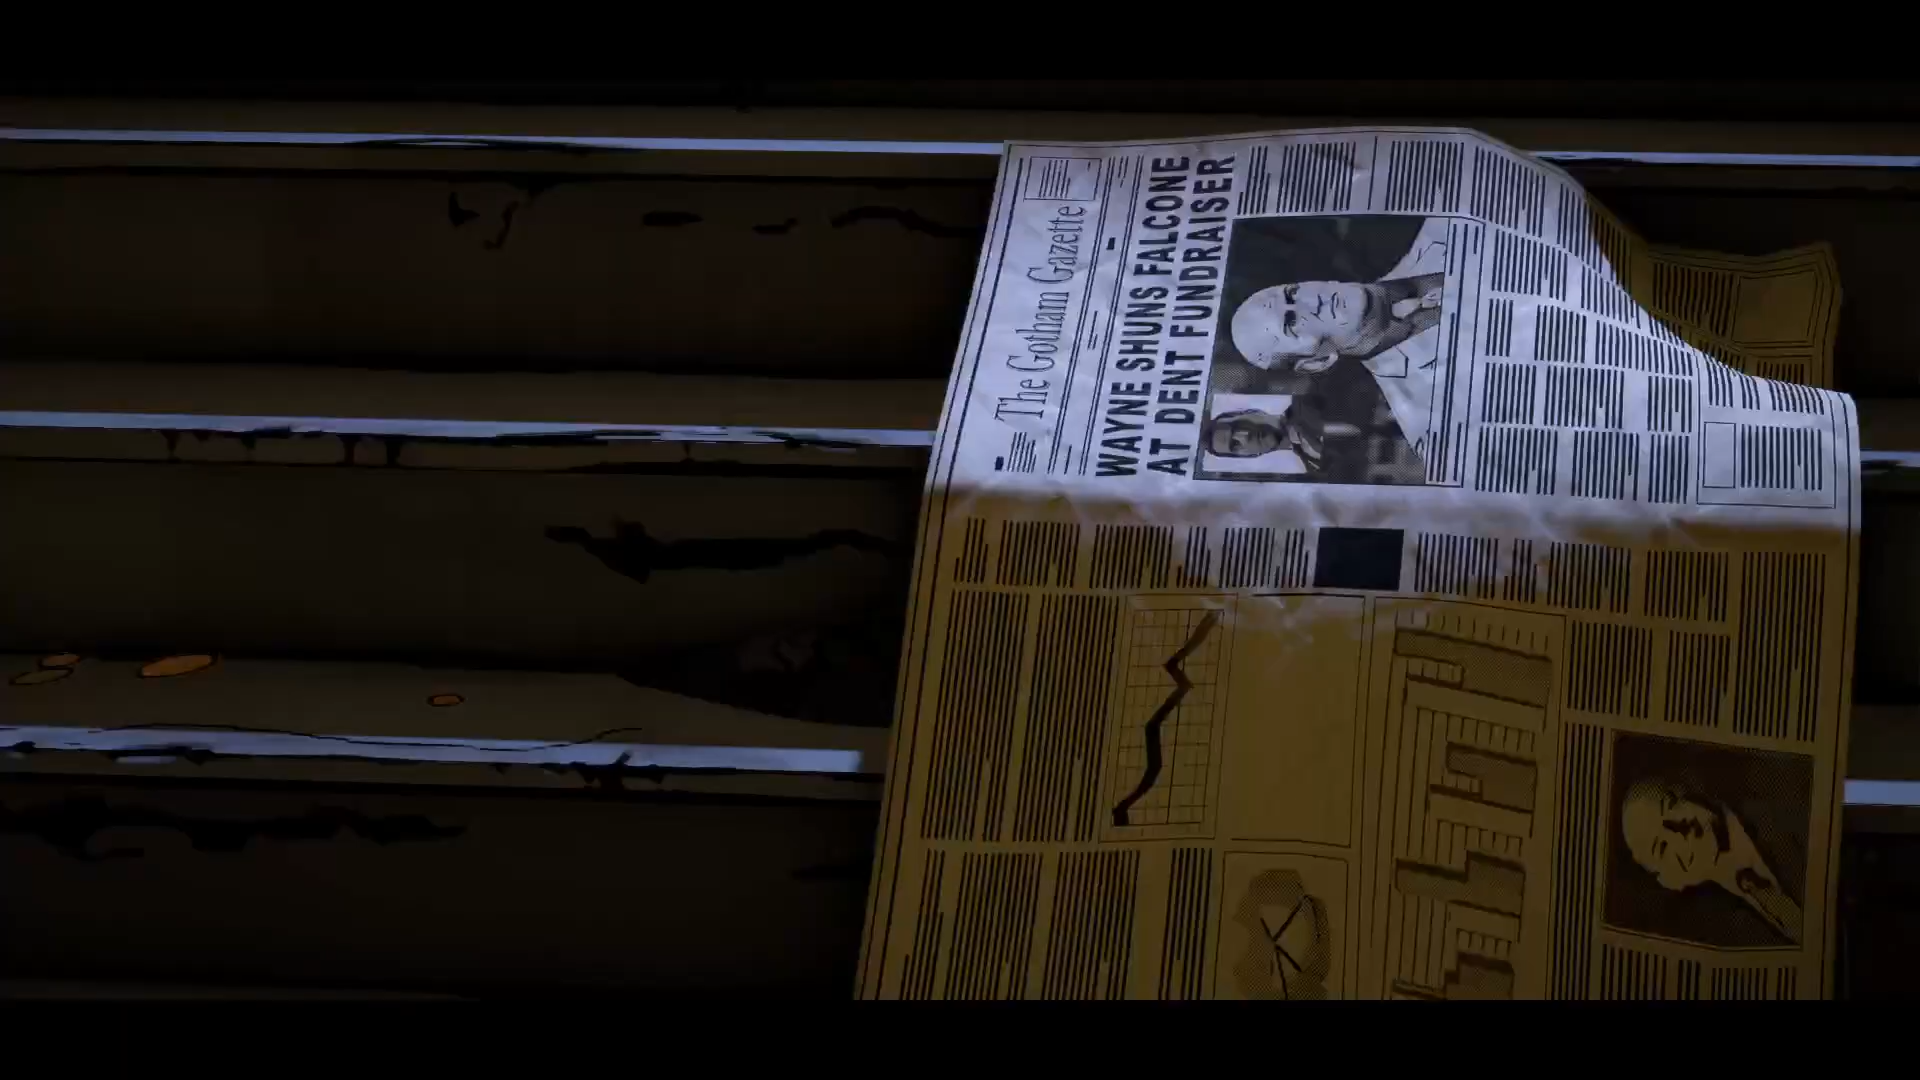 The Gotham Gazette
WAYNE SHUNS FALCONE
AT DENT FUNDRAISER